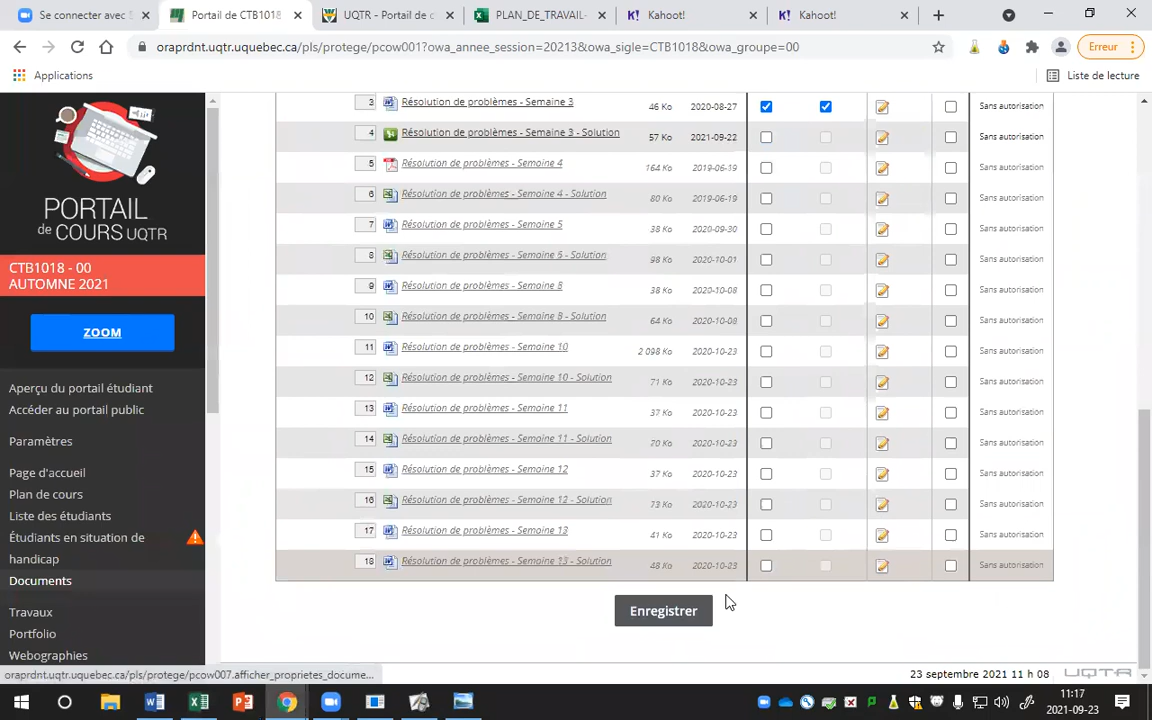 Se connecter avec E
Portail de CTB1018
UQTR - Portail de c
PLAN_DE_TRAVAIL-
Kahoot!
Kahoot!
oraprdnt.uqtr.uquebec.ca/pls/protege/pcow001?owa_annee_session=20213&owa_sigle=CTB1018&owa_groupe=00
Erreur
Applications
Liste de lecture
PORTAIL
de COURS UQTR
CTB1018 - 00
AUTOMNE 2021
ZOOM
Aperçu du portail étudiant
Accéder au portail public
Paramètres
Page d'accueil
Plan de cours
Liste des étudiants
Étudiants en situation de
handicap
Documents
Travaux
Portfolio
Webographies
3 Résolution de problèmes - Semaine 3 46 Ko 2020-08-27 Sans autorisation
4 Résolution de problèmes - Semaine 3 - Solution 57 Ko 2021-09-22 Sans autorisation
5 Résolution de problèmes - Semaine 4 164 Ko 2019-06-19 Sans autorisation
6 Résolution de problèmes - Semaine 4 - Solution 80 Ko 2019-06-19 Sans autorisation
7 Résolution de problèmes - Semaine 5 38 Ko 2020-09-30 Sans autorisation
8 Résolution de problèmes - Semaine 5 - Solution 98 Ko 2020-10-01 Sans autorisation
9 Résolution de problèmes - Semaine 8 38 Ko 2020-10-08 Sans autorisation
10 Résolution de problèmes - Semaine 8 - Solution 64 Ko 2020-10-08 Sans autorisation
11 Résolution de problèmes - Semaine 10 2 098 Ko 2020-10-23 Sans autorisation
12 Résolution de problèmes - Semaine 10 - Solution 71 Ko 2020-10-23 Sans autorisation
13 Résolution de problèmes - Semaine 11 37 Ko 2020-10-23 Sans autorisation
14 Résolution de problèmes - Semaine 11 - Solution 70 Ko 2020-10-23 Sans autorisation
15 Résolution de problèmes - Semaine 12 37 Ko 2020-10-23 Sans autorisation
16 Résolution de problèmes - Semaine 12 - Solution 73 Ko 2020-10-23 Sans autorisation
17 Résolution de problèmes - Semaine 13 41 Ko 2020-10-23 Sans autorisation
18 Résolution de problèmes - Semaine 13 - Solution 48 Ko 2020-10-23 Sans autorisation
Enregistrer
oraprdnt.uqtr.uquebec.ca/pls/protege/pcow007.afficher_proprietes_docume...
23 septembre 2021 11 h 08 UQTR
11:17
2021-09-23